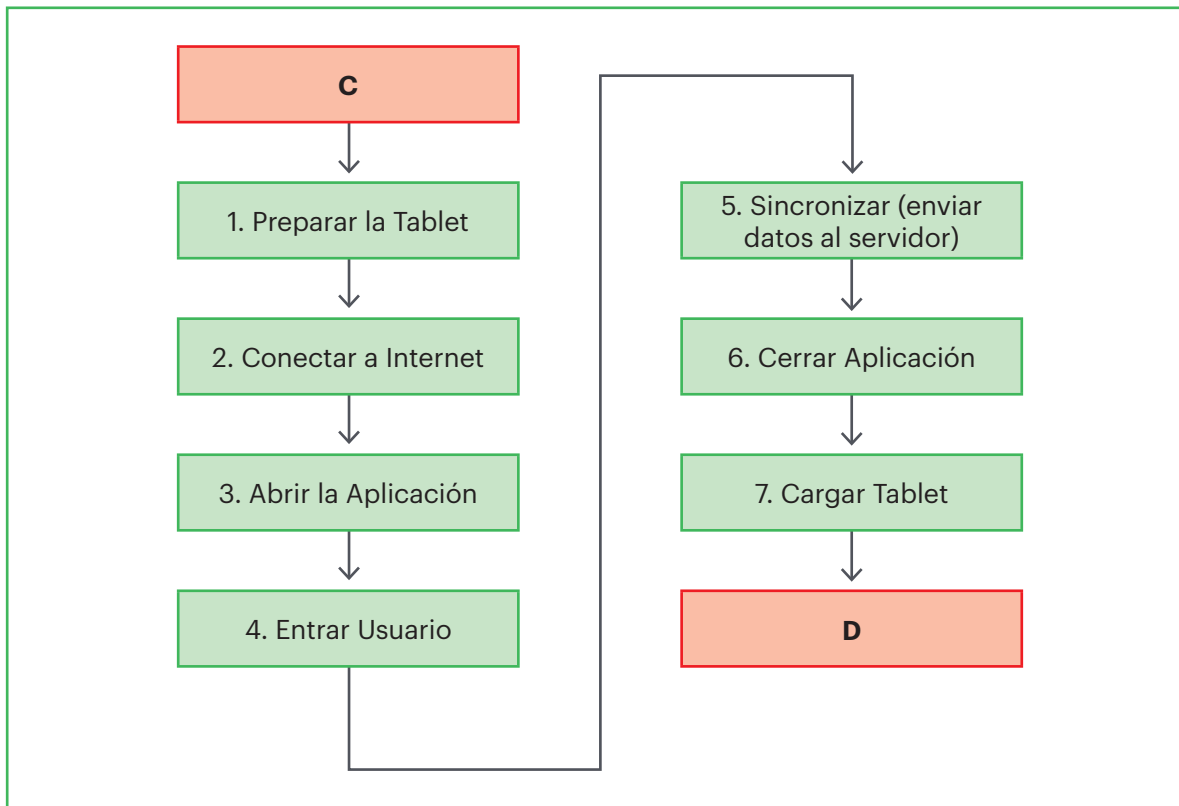 C
1. Preparar la Tablet
2. Conectar a Internet
3. Abrir la Aplicación
4. Entrar Usuario
5. Sincronizar (enviar
datos al servidor)
6. Cerrar Aplicación
7. Cargar Tablet
D